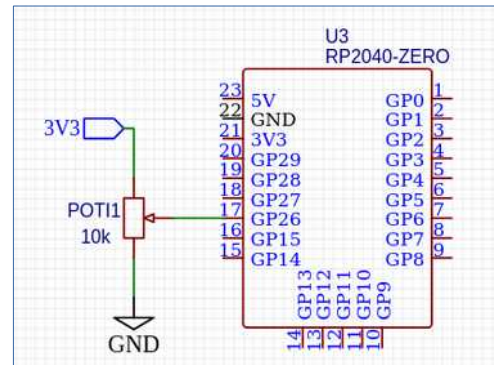 U3
RP2040-ZERO
23 5V GP0 1
22 GND GP1 2
21 3V3 GP2 3
20 GP29 GP3 4
19 GP28 GP4 5
18 GP27 GP5 6
17 GP26 GP6 7
16 GP15 GP7 8
15 GP14 GP8 9
GP13 GP12 GP11 GP10 GP9
14 13 12 11 10
3V3
POTI1
10k
GND